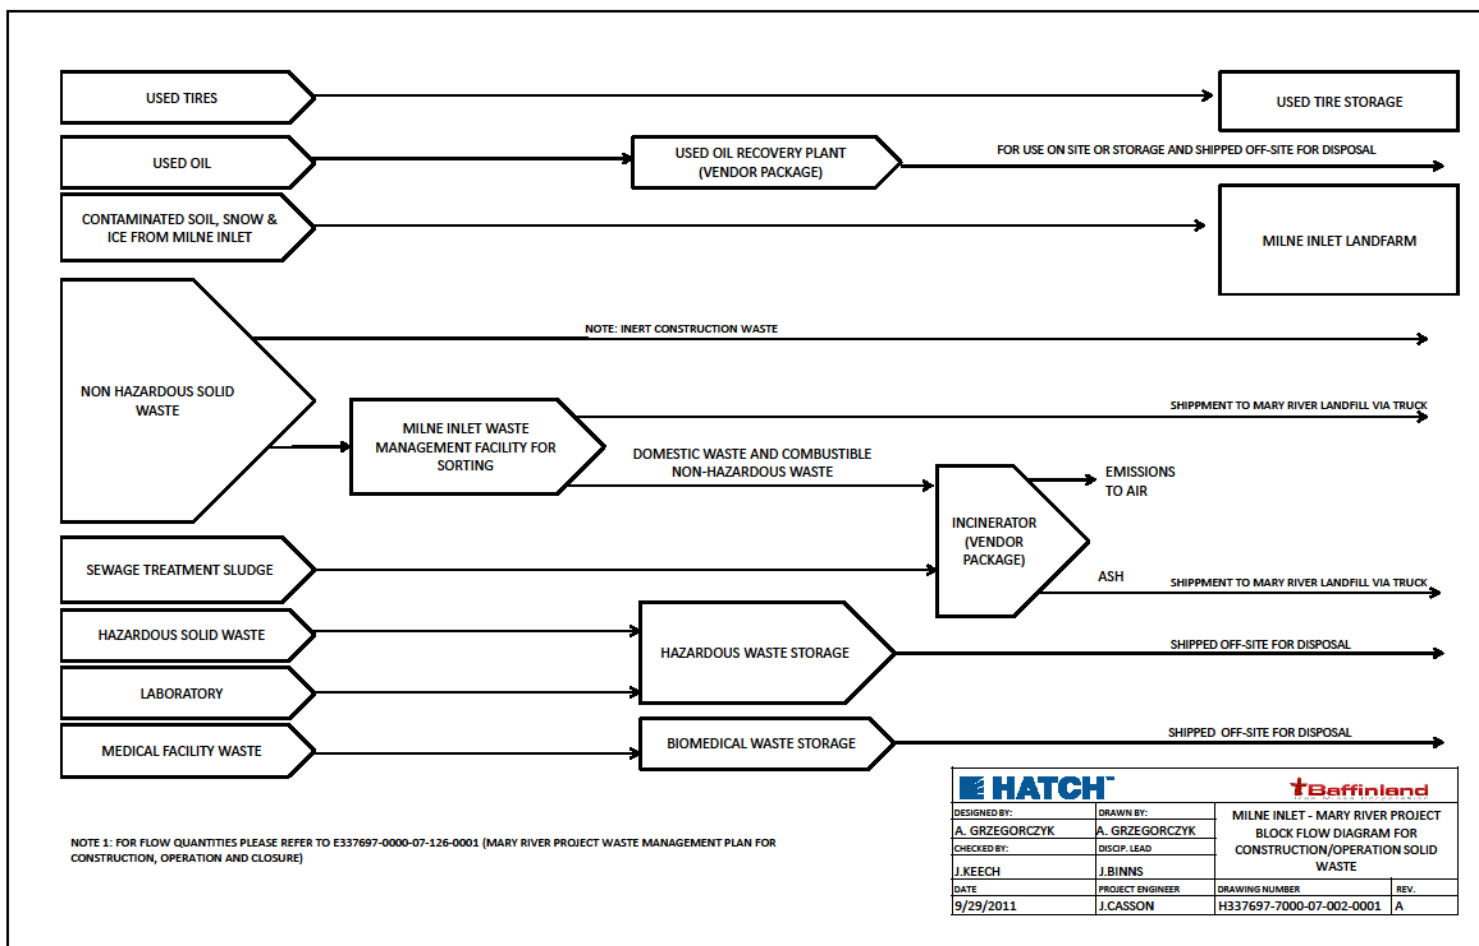 USED TIRES
USED TIRE STORAGE
USED OIL
USED OIL RECOVERY PLANT
(VENDOR PACKAGE)
FOR USE ON SITE OR STORAGE AND SHIPPED OFF-SITE FOR DISPOSAL
CONTAMINATED SOIL, SNOW &
ICE FROM MILNE INLET
MILNE INLET LANDFARM
NON HAZARDOUS SOLID
WASTE
NOTE: INERT CONSTRUCTION WASTE
MILNE INLET WASTE
MANAGEMENT FACILITY FOR
SORTING
SHIPPMENT TO MARY RIVER LANDFILL VIA TRUCK
DOMESTIC WASTE AND COMBUSTIBLE
NON-HAZARDOUS WASTE
INCINERATOR
(VENDOR
PACKAGE)
EMISSIONS
TO AIR
ASH
SHIPPMENT TO MARY RIVER LANDFILL VIA TRUCK
SEWAGE TREATMENT SLUDGE
HAZARDOUS SOLID WASTE
HAZARDOUS WASTE STORAGE
SHIPPED OFF-SITE FOR DISPOSAL
LABORATORY
MEDICAL FACILITY WASTE
BIOMEDICAL WASTE STORAGE
SHIPPED OFF-SITE FOR DISPOSAL
NOTE 1: FOR FLOW QUANTITIES PLEASE REFER TO E337697-0000-07-126-0001 (MARY RIVER PROJECT WASTE MANAGEMENT PLAN FOR
CONSTRUCTION, OPERATION AND CLOSURE)
HATCH™
Baffinland
Iron Mines Corporation
DESIGNED BY:
A. GRZEGORCZYK
DRAWN BY:
A. GRZEGORCZYK
CHECKED BY:
J.KEECH
DISCIP. LEAD
J.BINNS
DATE
9/29/2011
PROJECT ENGINEER
J.CASSON
MILNE INLET - MARY RIVER PROJECT
BLOCK FLOW DIAGRAM FOR
CONSTRUCTION/OPERATION SOLID
WASTE
DRAWING NUMBER
H337697-7000-07-002-0001
REV.
A